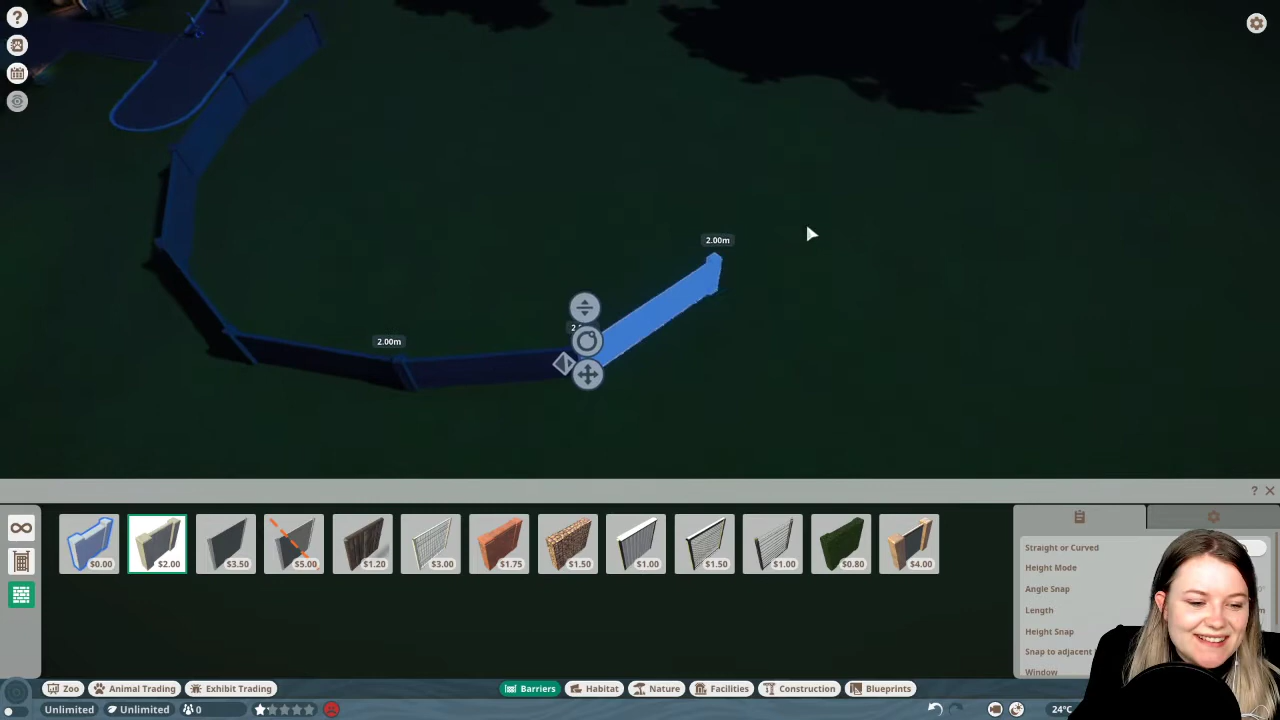 ?
2.00m
2.00m
?
$0.00
$2.00
$3.50
$5.00
$1.20
$3.00
$1.75
$1.50
$1.00
$1.50
$1.00
$0.80
$4.00
Straight or Curved
Height Mode
Angle Snap
Length
Height Snap
Snap to adjacent
Window
Zoo
Animal Trading
Exhibit Trading
Barriers
Habitat
Nature
Facilities
Construction
Blueprints
Unlimited
Unlimited
0
24°C